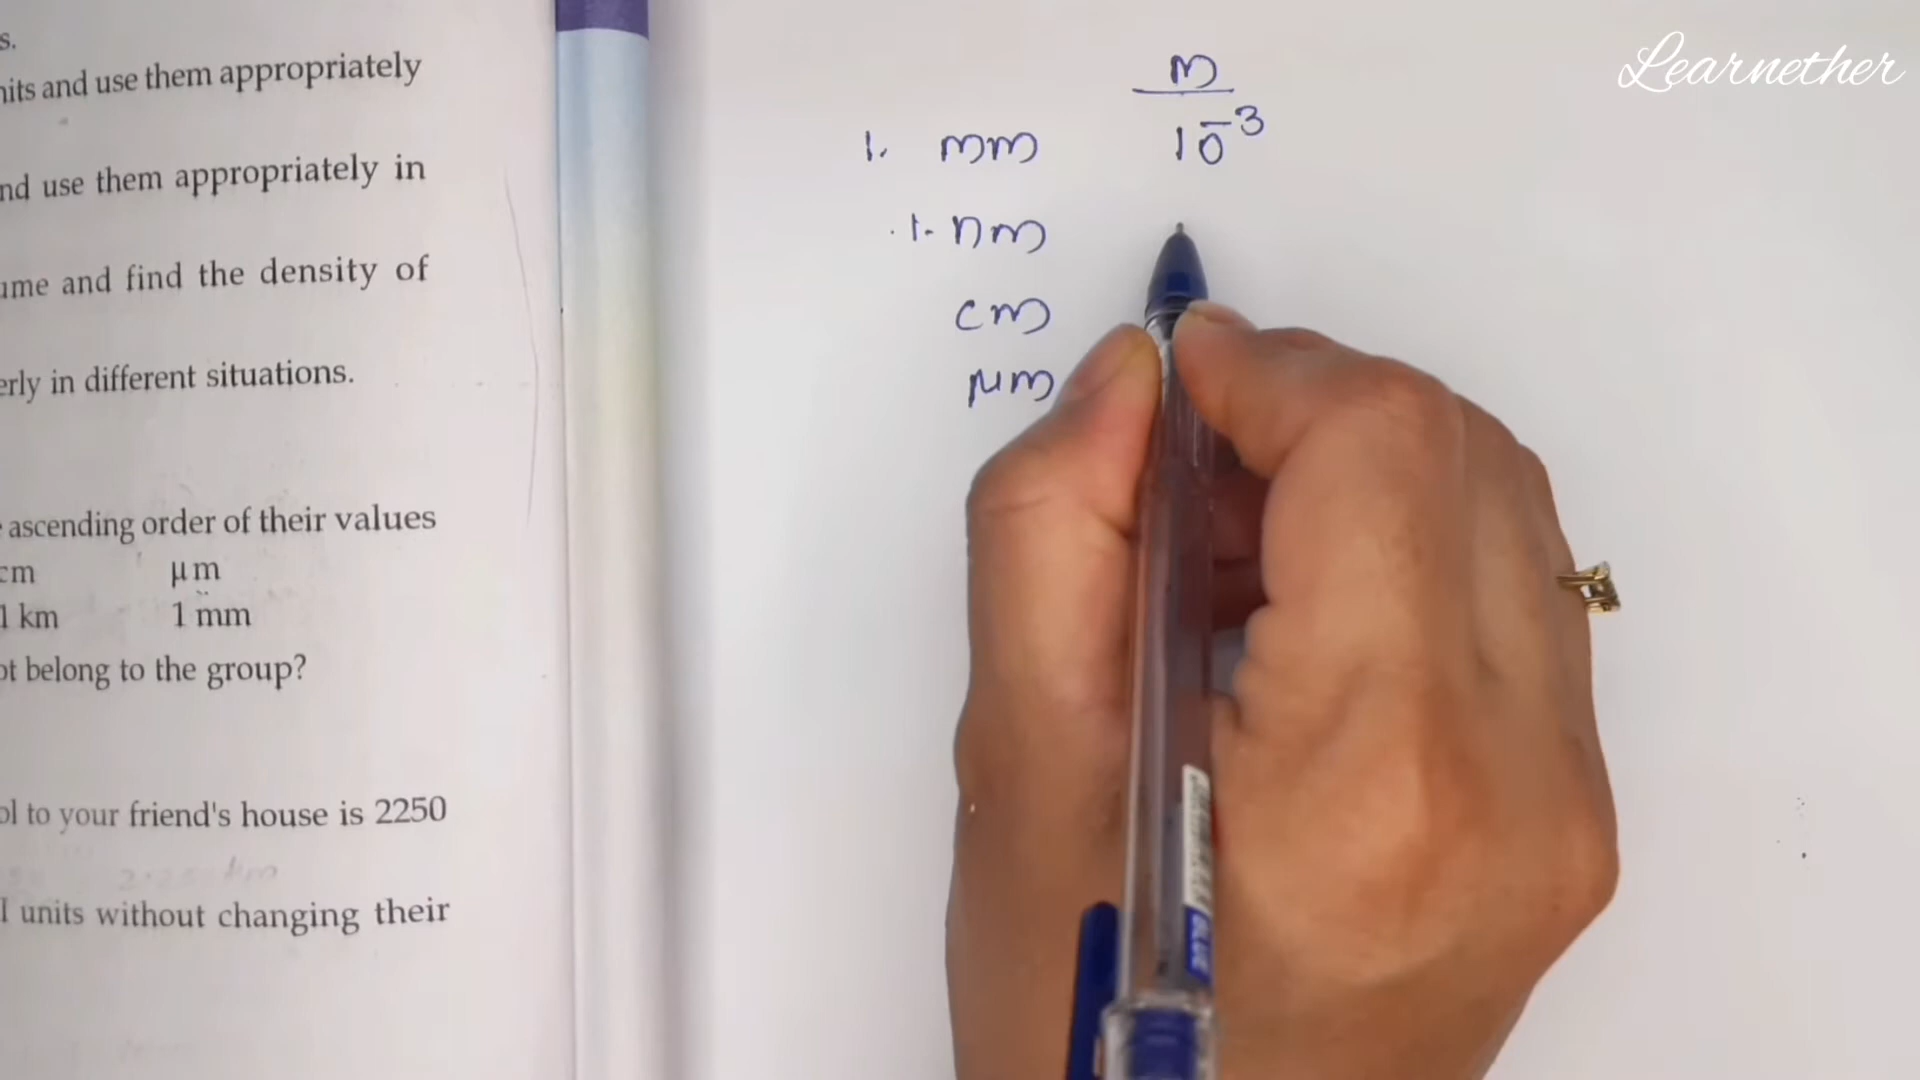 s.
nits and use them appropriately
nd use them appropriately in
ume and find the density of
erly in different situations.
ascending order of their values
cm μm
1 km 1 mm
ot belong to the group?
ol to your friend's house is 2250
I units without changing their
m
1. mm 10⁻³
1. nm
cm
μm
Learnether